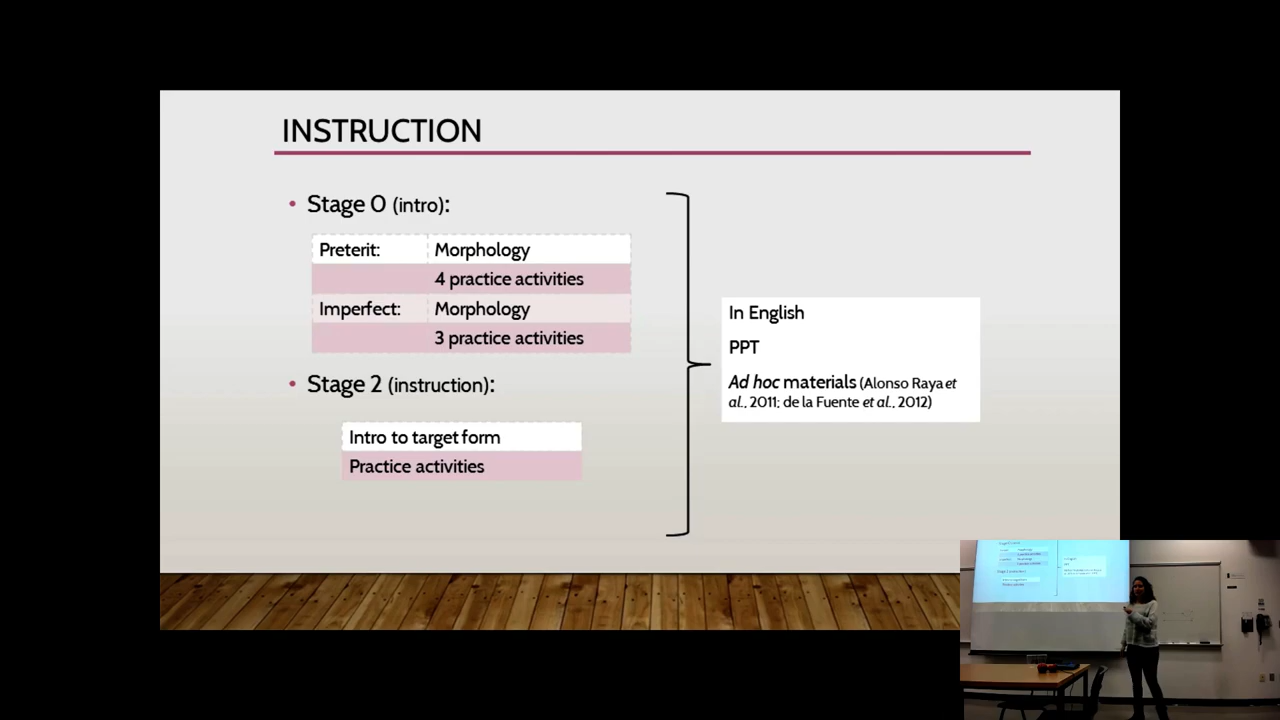 INSTRUCTION
• Stage 0 (intro):
Preterit: Morphology
4 practice activities
Imperfect: Morphology
3 practice activities
• Stage 2 (instruction):
Intro to target form
Practice activities
In English
PPT
Ad hoc materials (Alonso Raya et
al., 2011; de la Fuente et al., 2012)